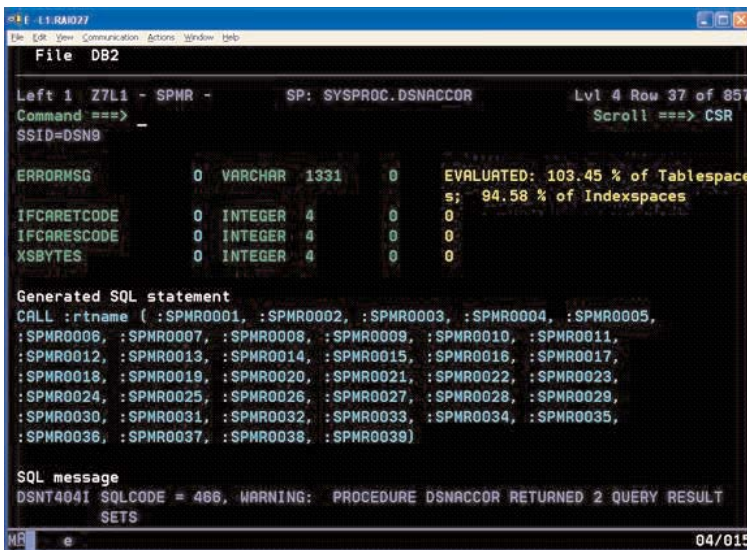 E - L1.RAI027
File Edit View Communication Actions Window Help
File DB2
Left 1 Z7L1 - SPMR - SP: SYSPROC.DSNACCOR Lvl 4 Row 37 of 857
Command ===> _ Scroll ===> CSR
SSID=DSN9
ERRORMSG O VARCHAR 1331 0 EVALUATED: 103.45 % of Tablespace
s; 94.58 % of Indexspaces
IFCARETCODE O INTEGER 4 0 0
IFCARESCODE O INTEGER 4 0 0
XSBYTES O INTEGER 4 0 0
Generated SQL statement
CALL :rtname ( :SPMR0001, :SPMR0002, :SPMR0003, :SPMR0004, :SPMR0005,
:SPMR0006, :SPMR0007, :SPMR0008, :SPMR0009, :SPMR0010, :SPMR0011,
:SPMR0012, :SPMR0013, :SPMR0014, :SPMR0015, :SPMR0016, :SPMR0017,
:SPMR0018, :SPMR0019, :SPMR0020, :SPMR0021, :SPMR0022, :SPMR0023,
:SPMR0024, :SPMR0025, :SPMR0026, :SPMR0027, :SPMR0028, :SPMR0029,
:SPMR0030, :SPMR0031, :SPMR0032, :SPMR0033, :SPMR0034, :SPMR0035,
:SPMR0036, :SPMR0037, :SPMR0038, :SPMR0039)
SQL message
DSNT404I SQLCODE = 466, WARNING: PROCEDURE DSNACCOR RETURNED 2 QUERY RESULT
SETS
MA e 04/015